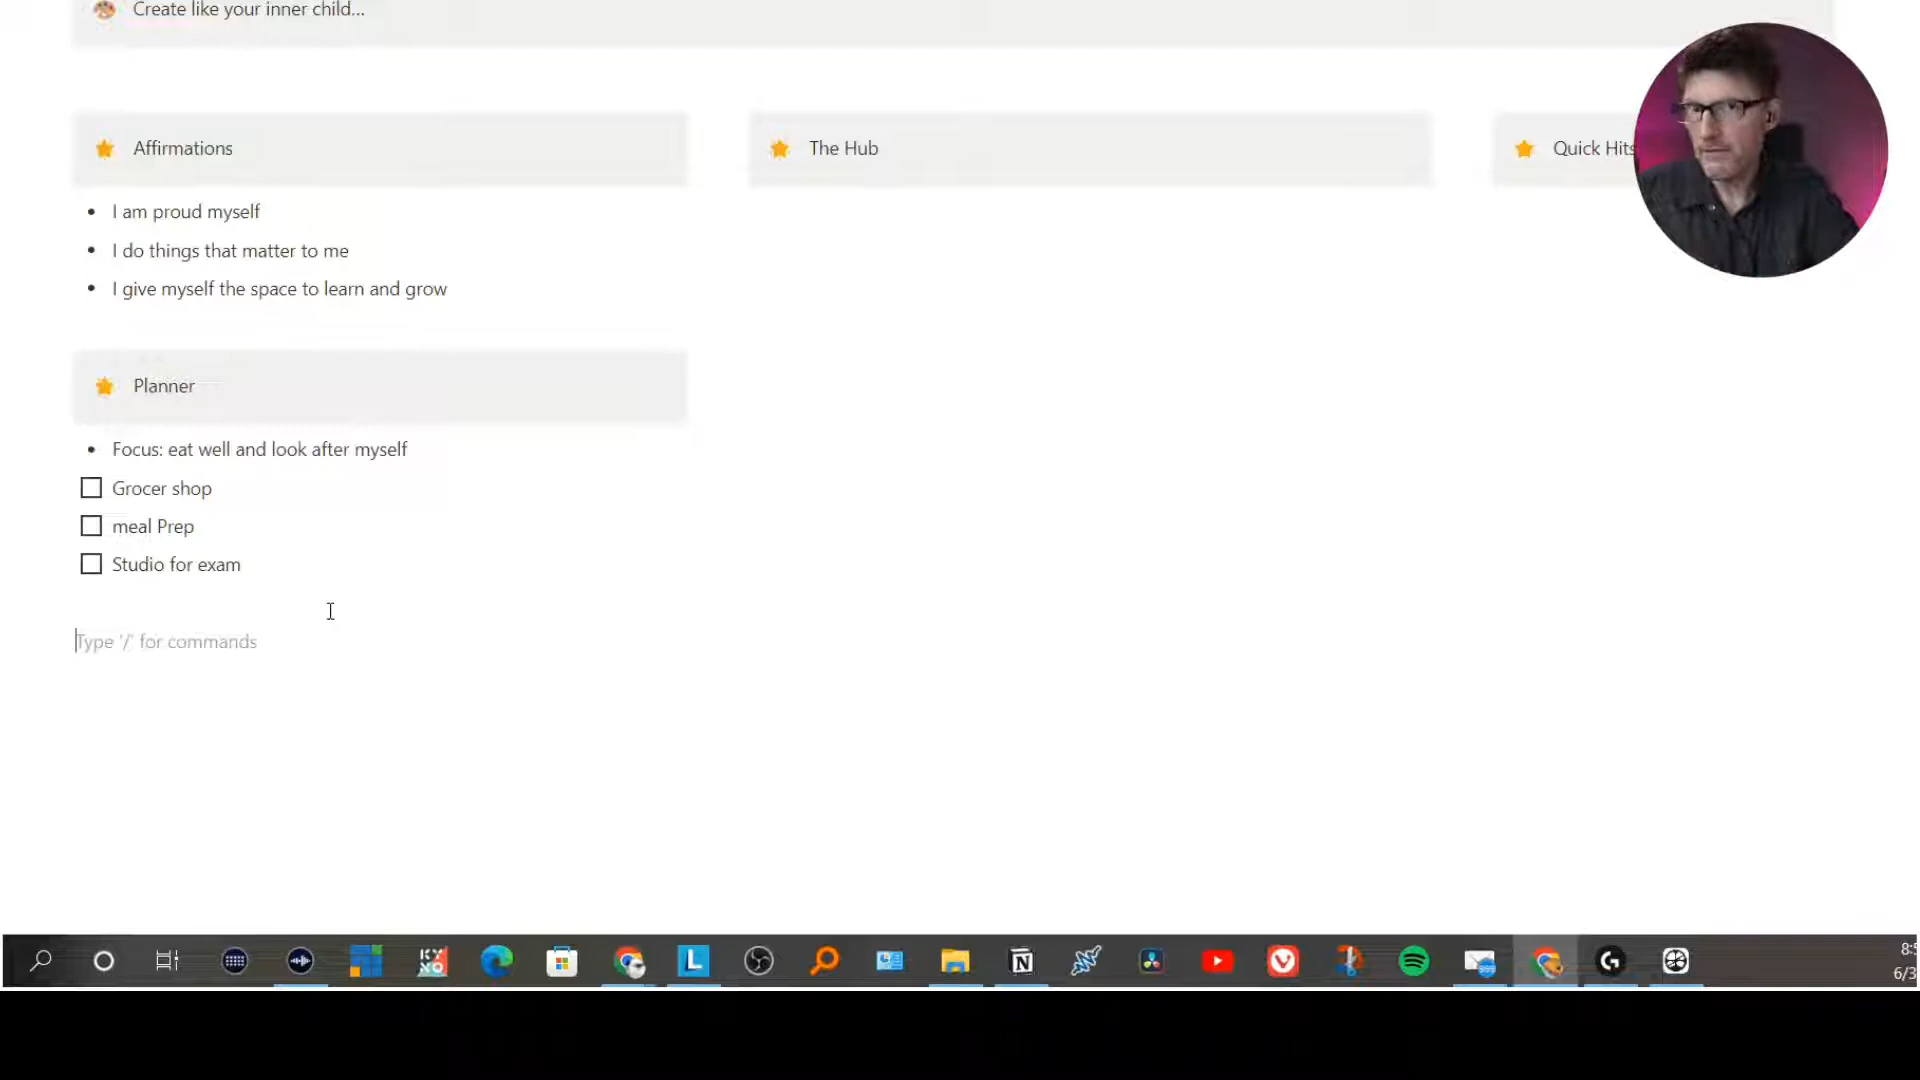 Create like your inner child...
Affirmations
I am proud myself
I do things that matter to me
I give myself the space to learn and grow
Planner
Focus: eat well and look after myself
Grocer shop
meal Prep
Studio for exam
Type '/' for commands
The Hub
Quick Hits
L
N